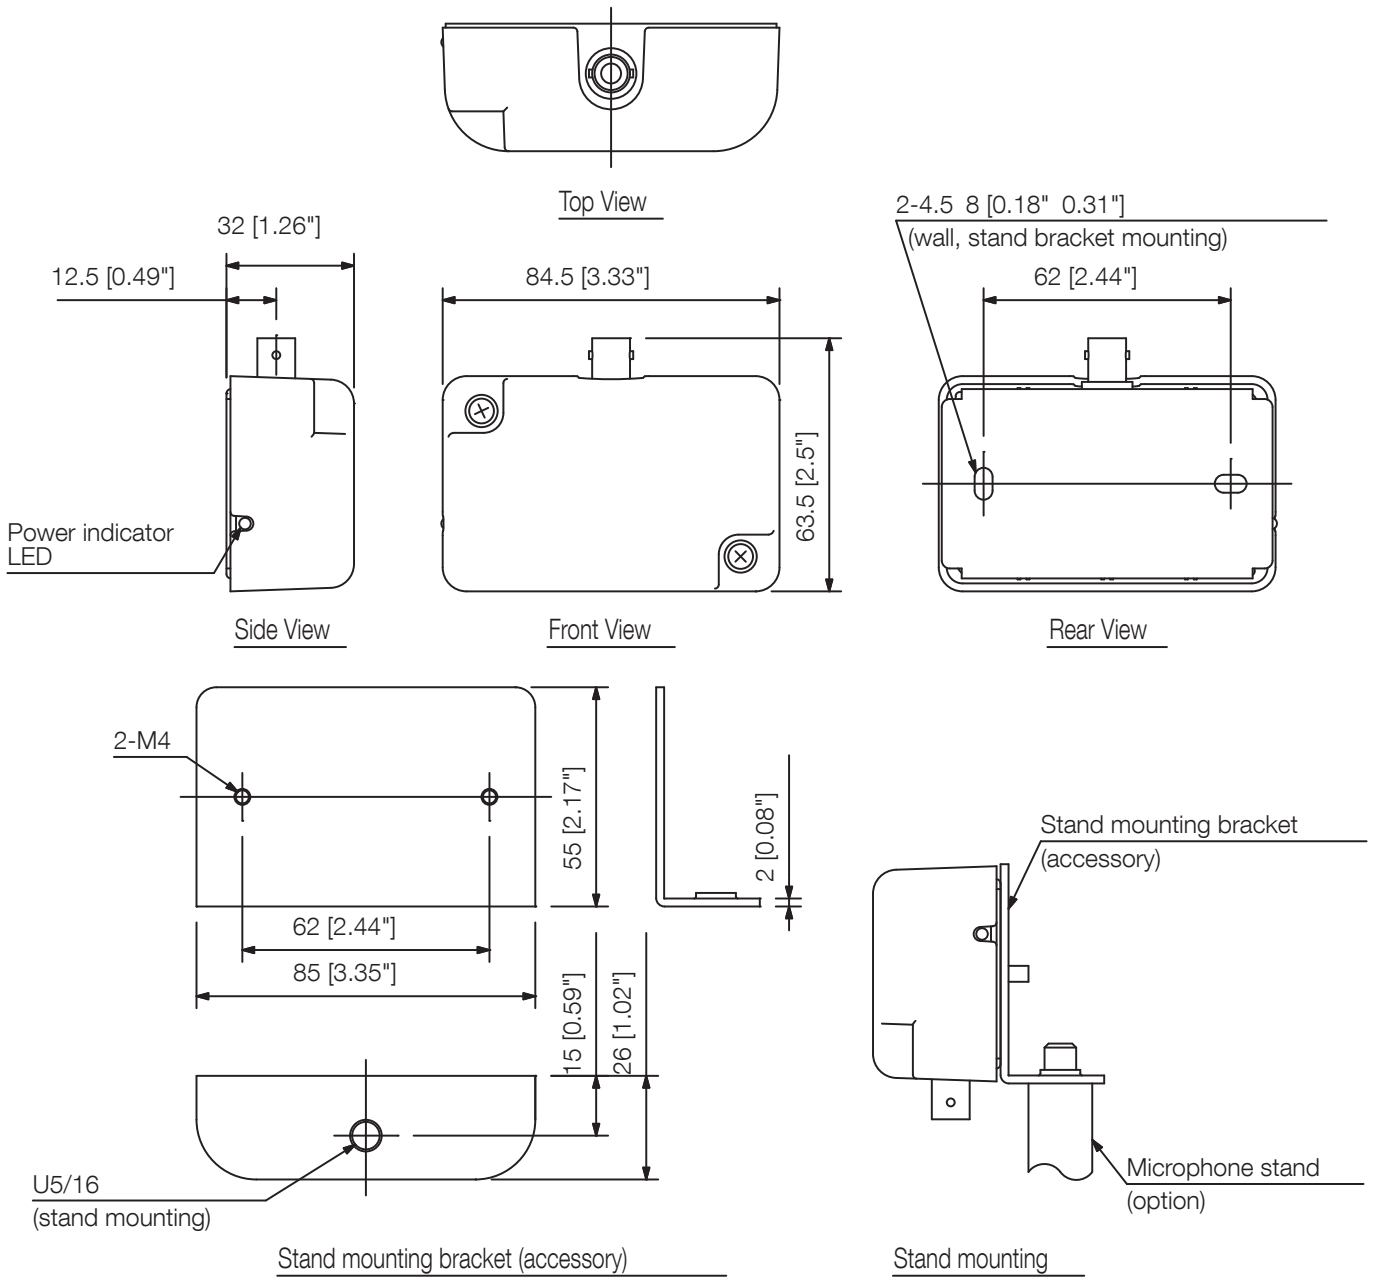 Top View
32 [1.26"]
12.5 [0.49"]
84.5 [3.33"]
2-4.5  8 [0.18"  0.31"]
(wall, stand bracket mounting)
62 [2.44"]
63.5 [2.5"]
Power indicator
LED
Side View
Front View
Rear View
2-M4
55 [2.17"]
2 [0.08"]
62 [2.44"]
85 [3.35"]
15 [0.59"]
26 [1.02"]
U5/16
(stand mounting)
Stand mounting bracket (accessory)
Stand mounting bracket
(accessory)
Microphone stand
(option)
Stand mounting